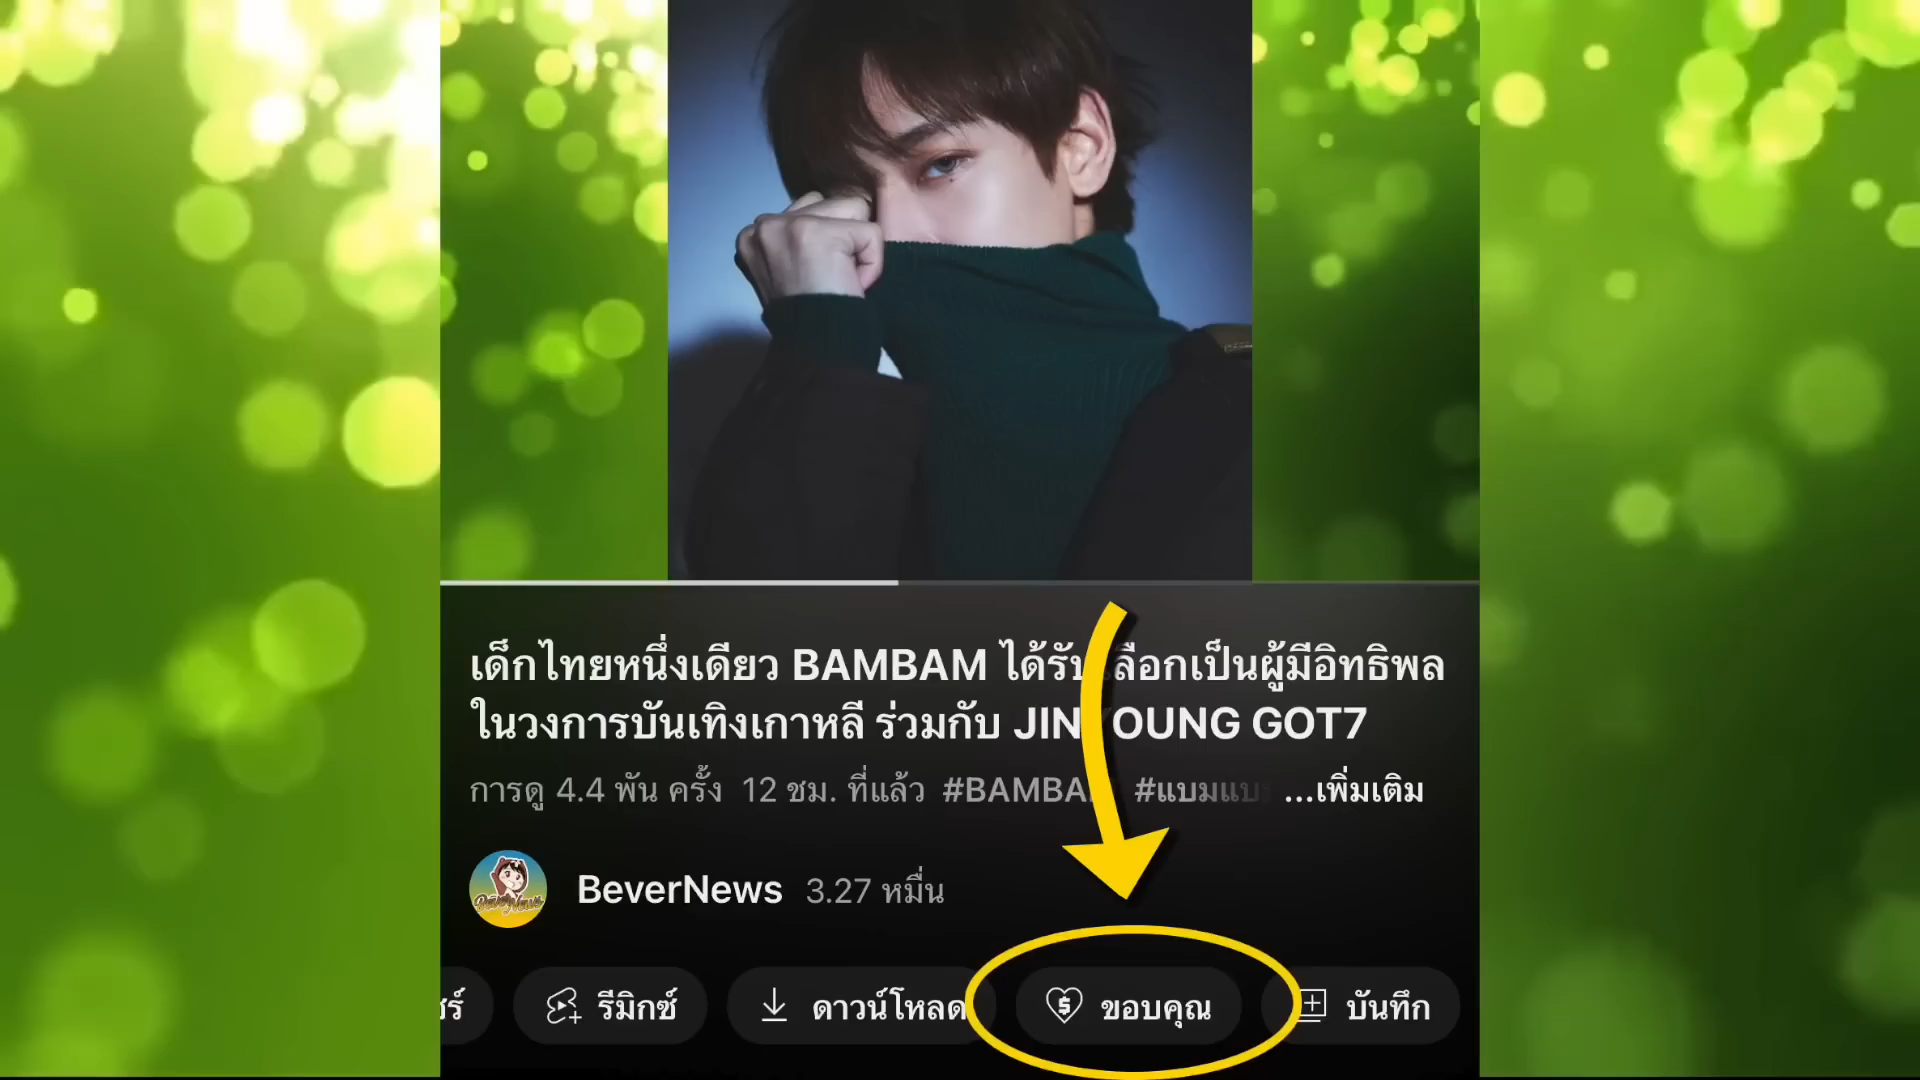 เด็กไทยหนึ่งเดียว BAMBAM ได้รับเลือกเป็นผู้มีอิทธิพล
ในวงการบันเทิงเกาหลี ร่วมกับ JINYOUNG GOT7
การดู 4.4 พัน ครั้ง 12 ชม. ที่แล้ว #BAMBAM #แบมแบม ...เพิ่มเติม
BeverNews 3.27 หมื่น
ร์ รีมิกซ์ ดาวน์โหลด ขอบคุณ บันทึก